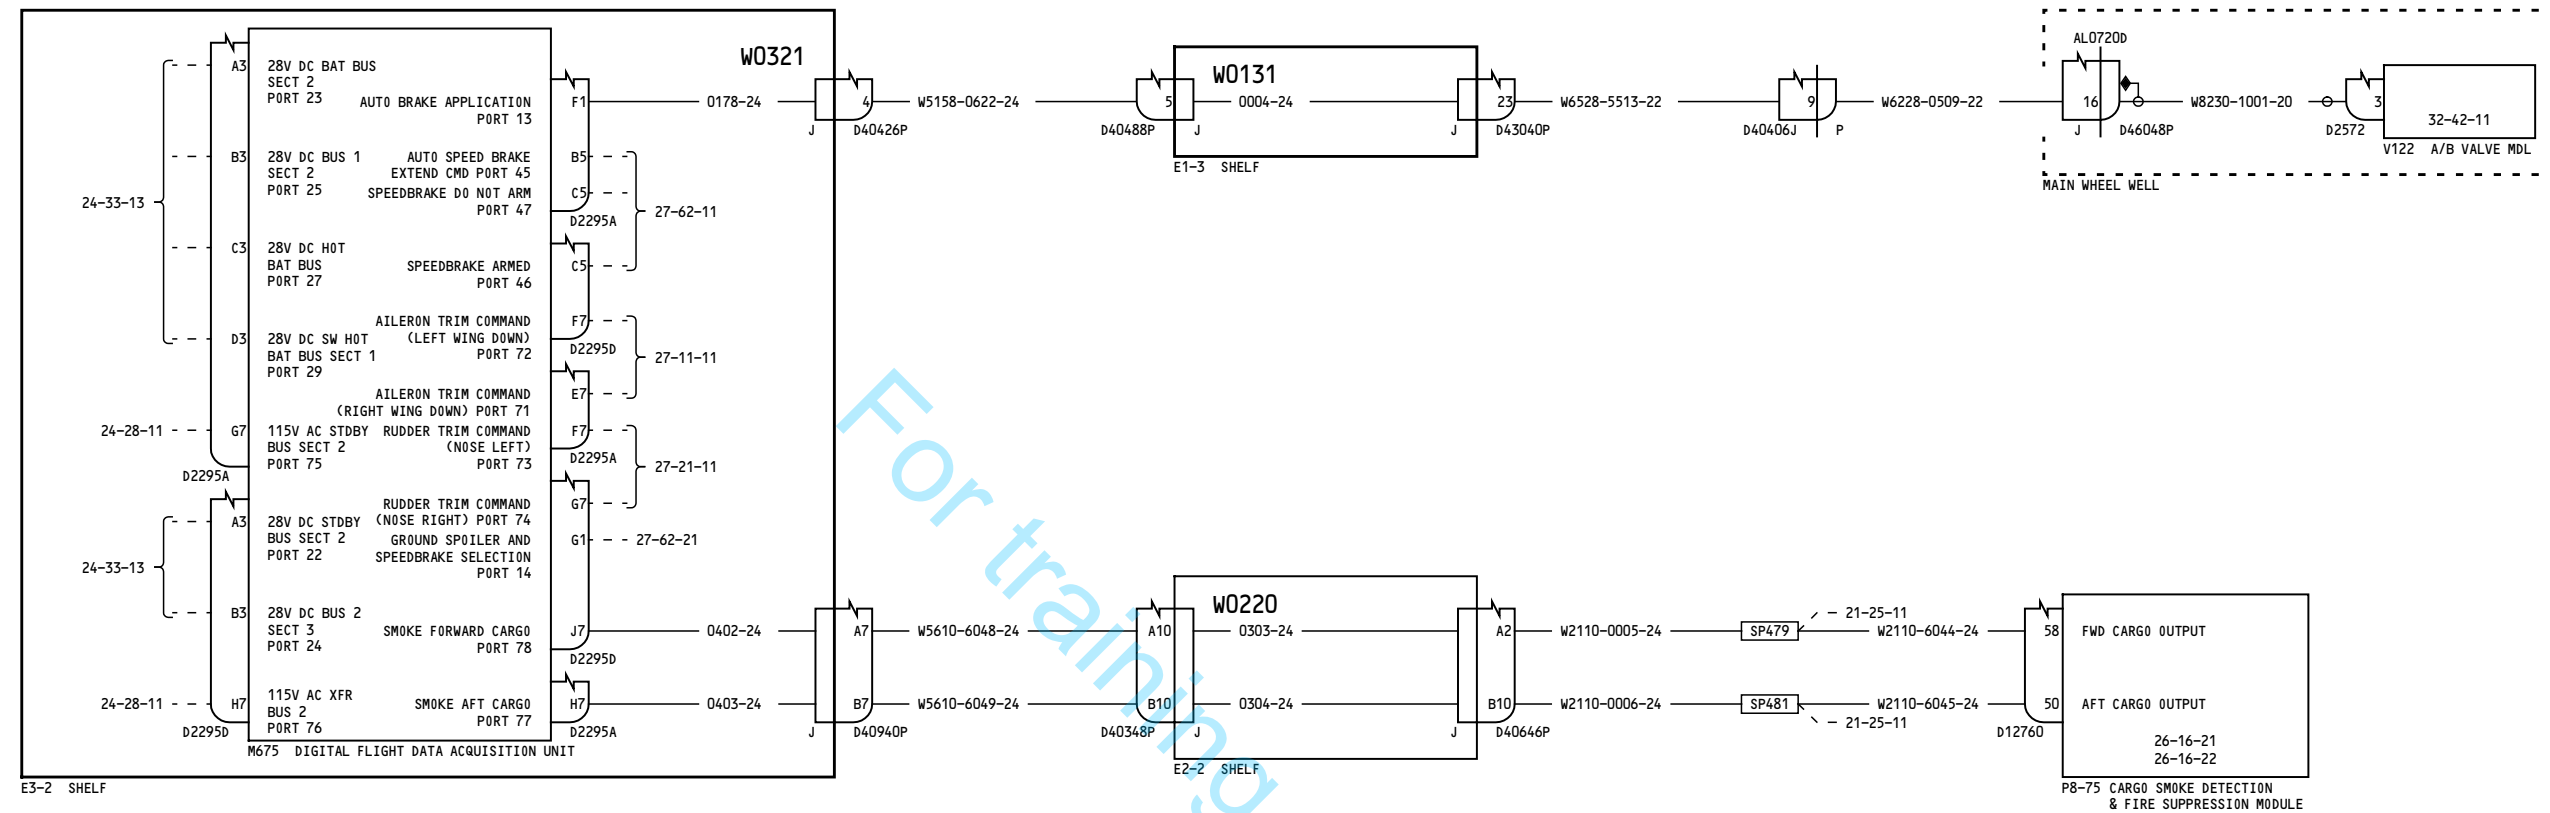 W0321
A3
28V DC BAT BUS
SECT 2
PORT 23
AUTO BRAKE APPLICATION
PORT 13
F1
0178-24
J
4
D40426P
W5158-0622-24
5
D40488P
J
W0131
0004-24
J
23
D43040P
E1-3 SHELF
W6528-5513-22
9
D40406J
P
W6228-0509-22
AL0720D
16
J
D46048P
W8230-1001-20
3
D2572
32-42-11
V122 A/B VALVE MDL
MAIN WHEEL WELL
24-33-13
B3
28V DC BUS 1
SECT 2
PORT 25
AUTO SPEED BRAKE
EXTEND CMD PORT 45
B5
SPEEDBRAKE DO NOT ARM
PORT 47
C5
D2295A
27-62-11
C3
28V DC HOT
BAT BUS
PORT 27
SPEEDBRAKE ARMED
PORT 46
C5
D3
28V DC SW HOT
BAT BUS SECT 1
PORT 29
AILERON TRIM COMMAND
(LEFT WING DOWN)
PORT 72
F7
D2295D
27-11-11
AILERON TRIM COMMAND
(RIGHT WING DOWN) PORT 71
E7
24-28-11
G7
115V AC STDBY
BUS SECT 2
PORT 75
D2295A
RUDDER TRIM COMMAND
(NOSE LEFT)
PORT 73
F7
D2295A
27-21-11
RUDDER TRIM COMMAND
(NOSE RIGHT) PORT 74
G7
24-33-13
A3
28V DC STDBY
BUS SECT 2
PORT 22
GROUND SPOILER AND
SPEEDBRAKE SELECTION
PORT 14
G1
27-62-21
B3
28V DC BUS 2
SECT 3
PORT 24
SMOKE FORWARD CARGO
PORT 78
J7
D2295D
0402-24
A7
W5610-6048-24
A10
W0220
0303-24
A2
W2110-0005-24
SP479
21-25-11
W2110-6044-24
58
FWD CARGO OUTPUT
24-28-11
H7
D2295D
115V AC XFR
BUS 2
PORT 76
SMOKE AFT CARGO
PORT 77
H7
D2295A
0403-24
J
B7
D40940P
W5610-6049-24
B10
D40348P
J
0304-24
J
B10
D40646P
E2-2 SHELF
W2110-0006-24
SP481
21-25-11
W2110-6045-24
50
D12760
AFT CARGO OUTPUT
26-16-21
26-16-22
P8-75 CARGO SMOKE DETECTION
& FIRE SUPPRESSION MODULE
M675 DIGITAL FLIGHT DATA ACQUISITION UNIT
E3-2 SHELF
For training